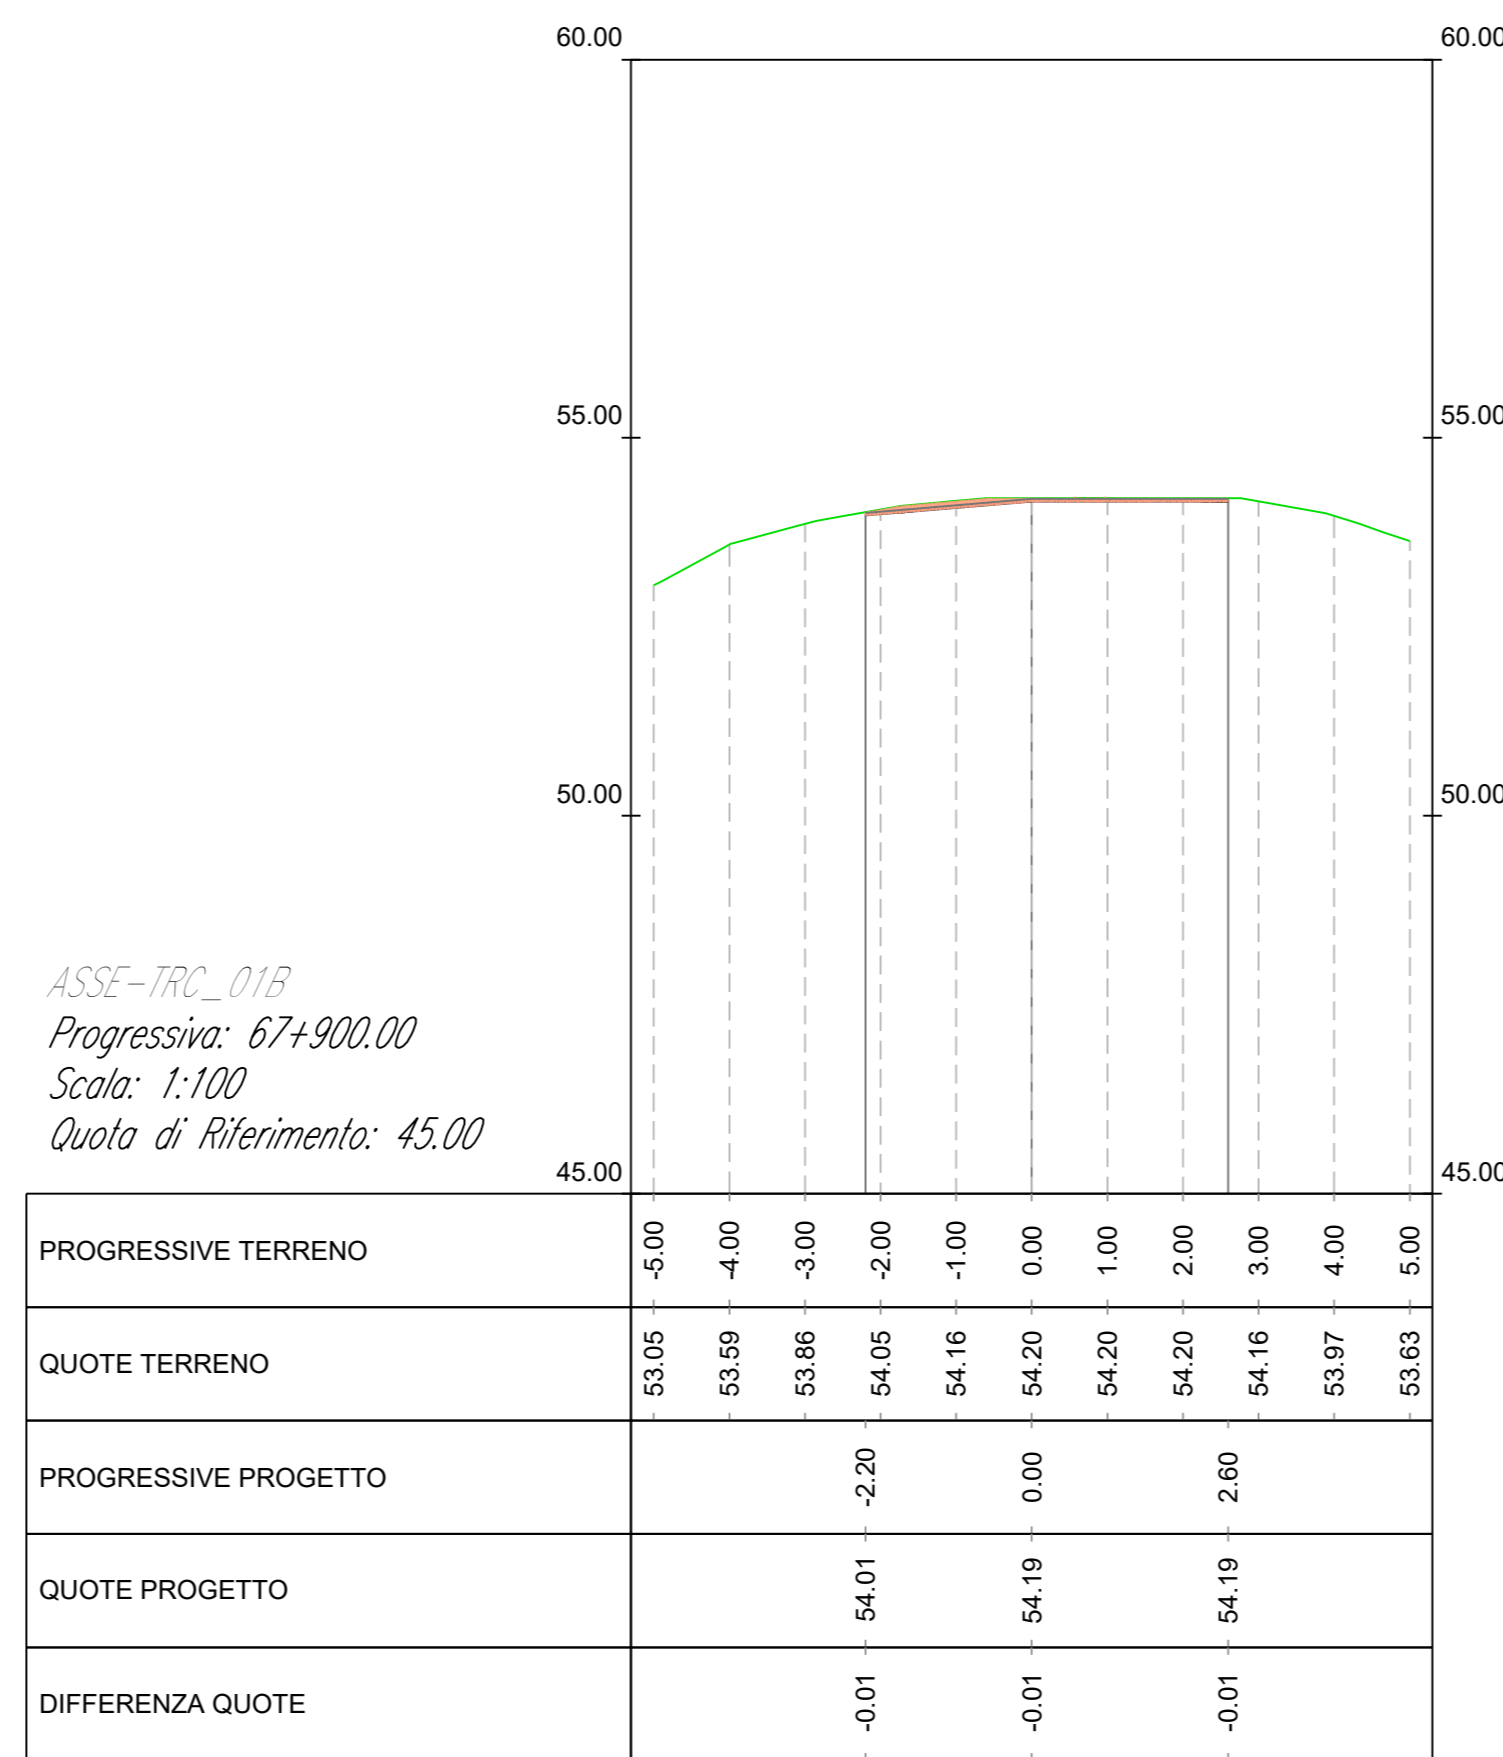 60.00 60.00
55.00 55.00
50.00 50.00
ASSE-TRC_01B
Progressiva: 67+900.00
Scala: 1:100
Quota di Riferimento: 45.00
45.00 45.00
PROGRESSIVE TERRENO -5.00 -4.00 -3.00 -2.00 -1.00 0.00 1.00 2.00 3.00 4.00 5.00
QUOTE TERRENO 53.05 53.59 53.86 54.05 54.16 54.20 54.20 54.20 54.16 53.97 53.63
PROGRESSIVE PROGETTO -2.20 0.00 2.60
QUOTE PROGETTO 54.01 54.19 54.19
DIFFERENZA QUOTE -0.01 -0.01 -0.01